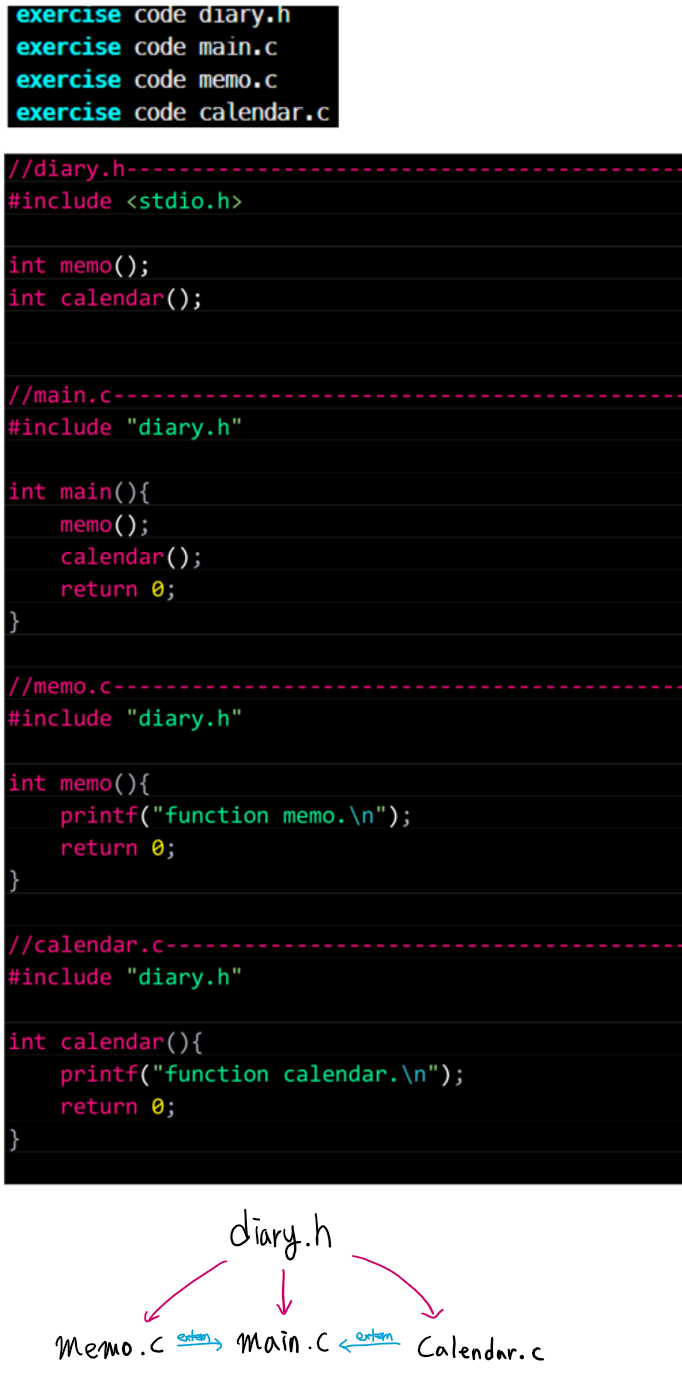 exercise code diary.h
exercise code main.c
exercise code memo.c
exercise code calendar.c
//diary.h-------------------------------------------
#include <stdio.h>
int memo();
int calendar();
//main.c--------------------------------------------
#include "diary.h"
int main(){
    memo();
    calendar();
    return 0;
}
//memo.c--------------------------------------------
#include "diary.h"
int memo(){
    printf("function memo.\n");
    return 0;
}
//calendar.c----------------------------------------
#include "diary.h"
int calendar(){
    printf("function calendar.\n");
    return 0;
}
diary.h
memo.c extern main.c extern Calendar.c